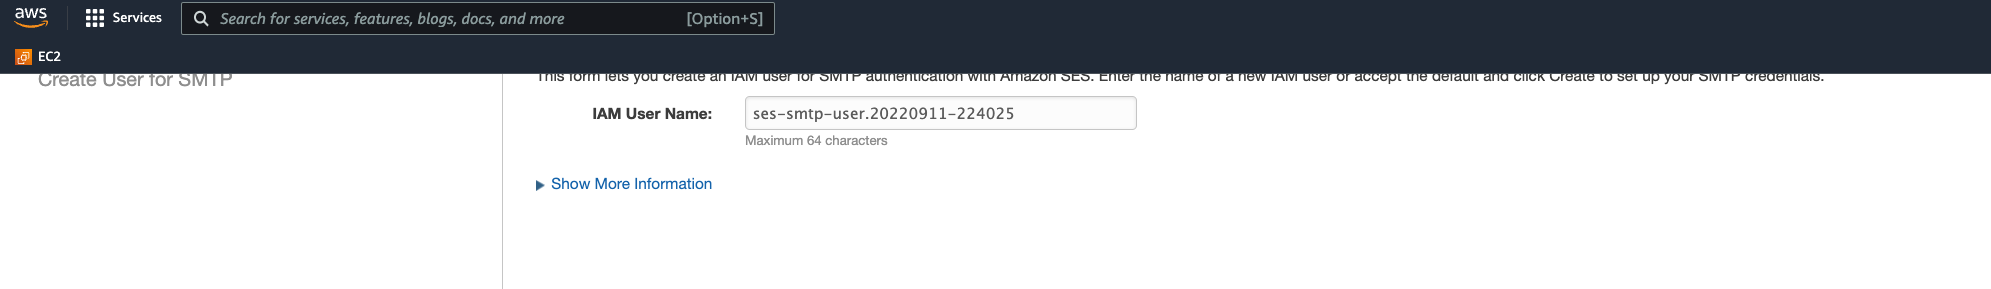 aws
Services
Search for services, features, blogs, docs, and more
[Option+S]
EC2
Create User for SMTP
This form lets you create an IAM user for SMTP authentication with Amazon SES. Enter the name of a new IAM user or accept the default and click Create to set up your SMTP credentials.
IAM User Name:
ses-smtp-user.20220911-224025
Maximum 64 characters
Show More Information